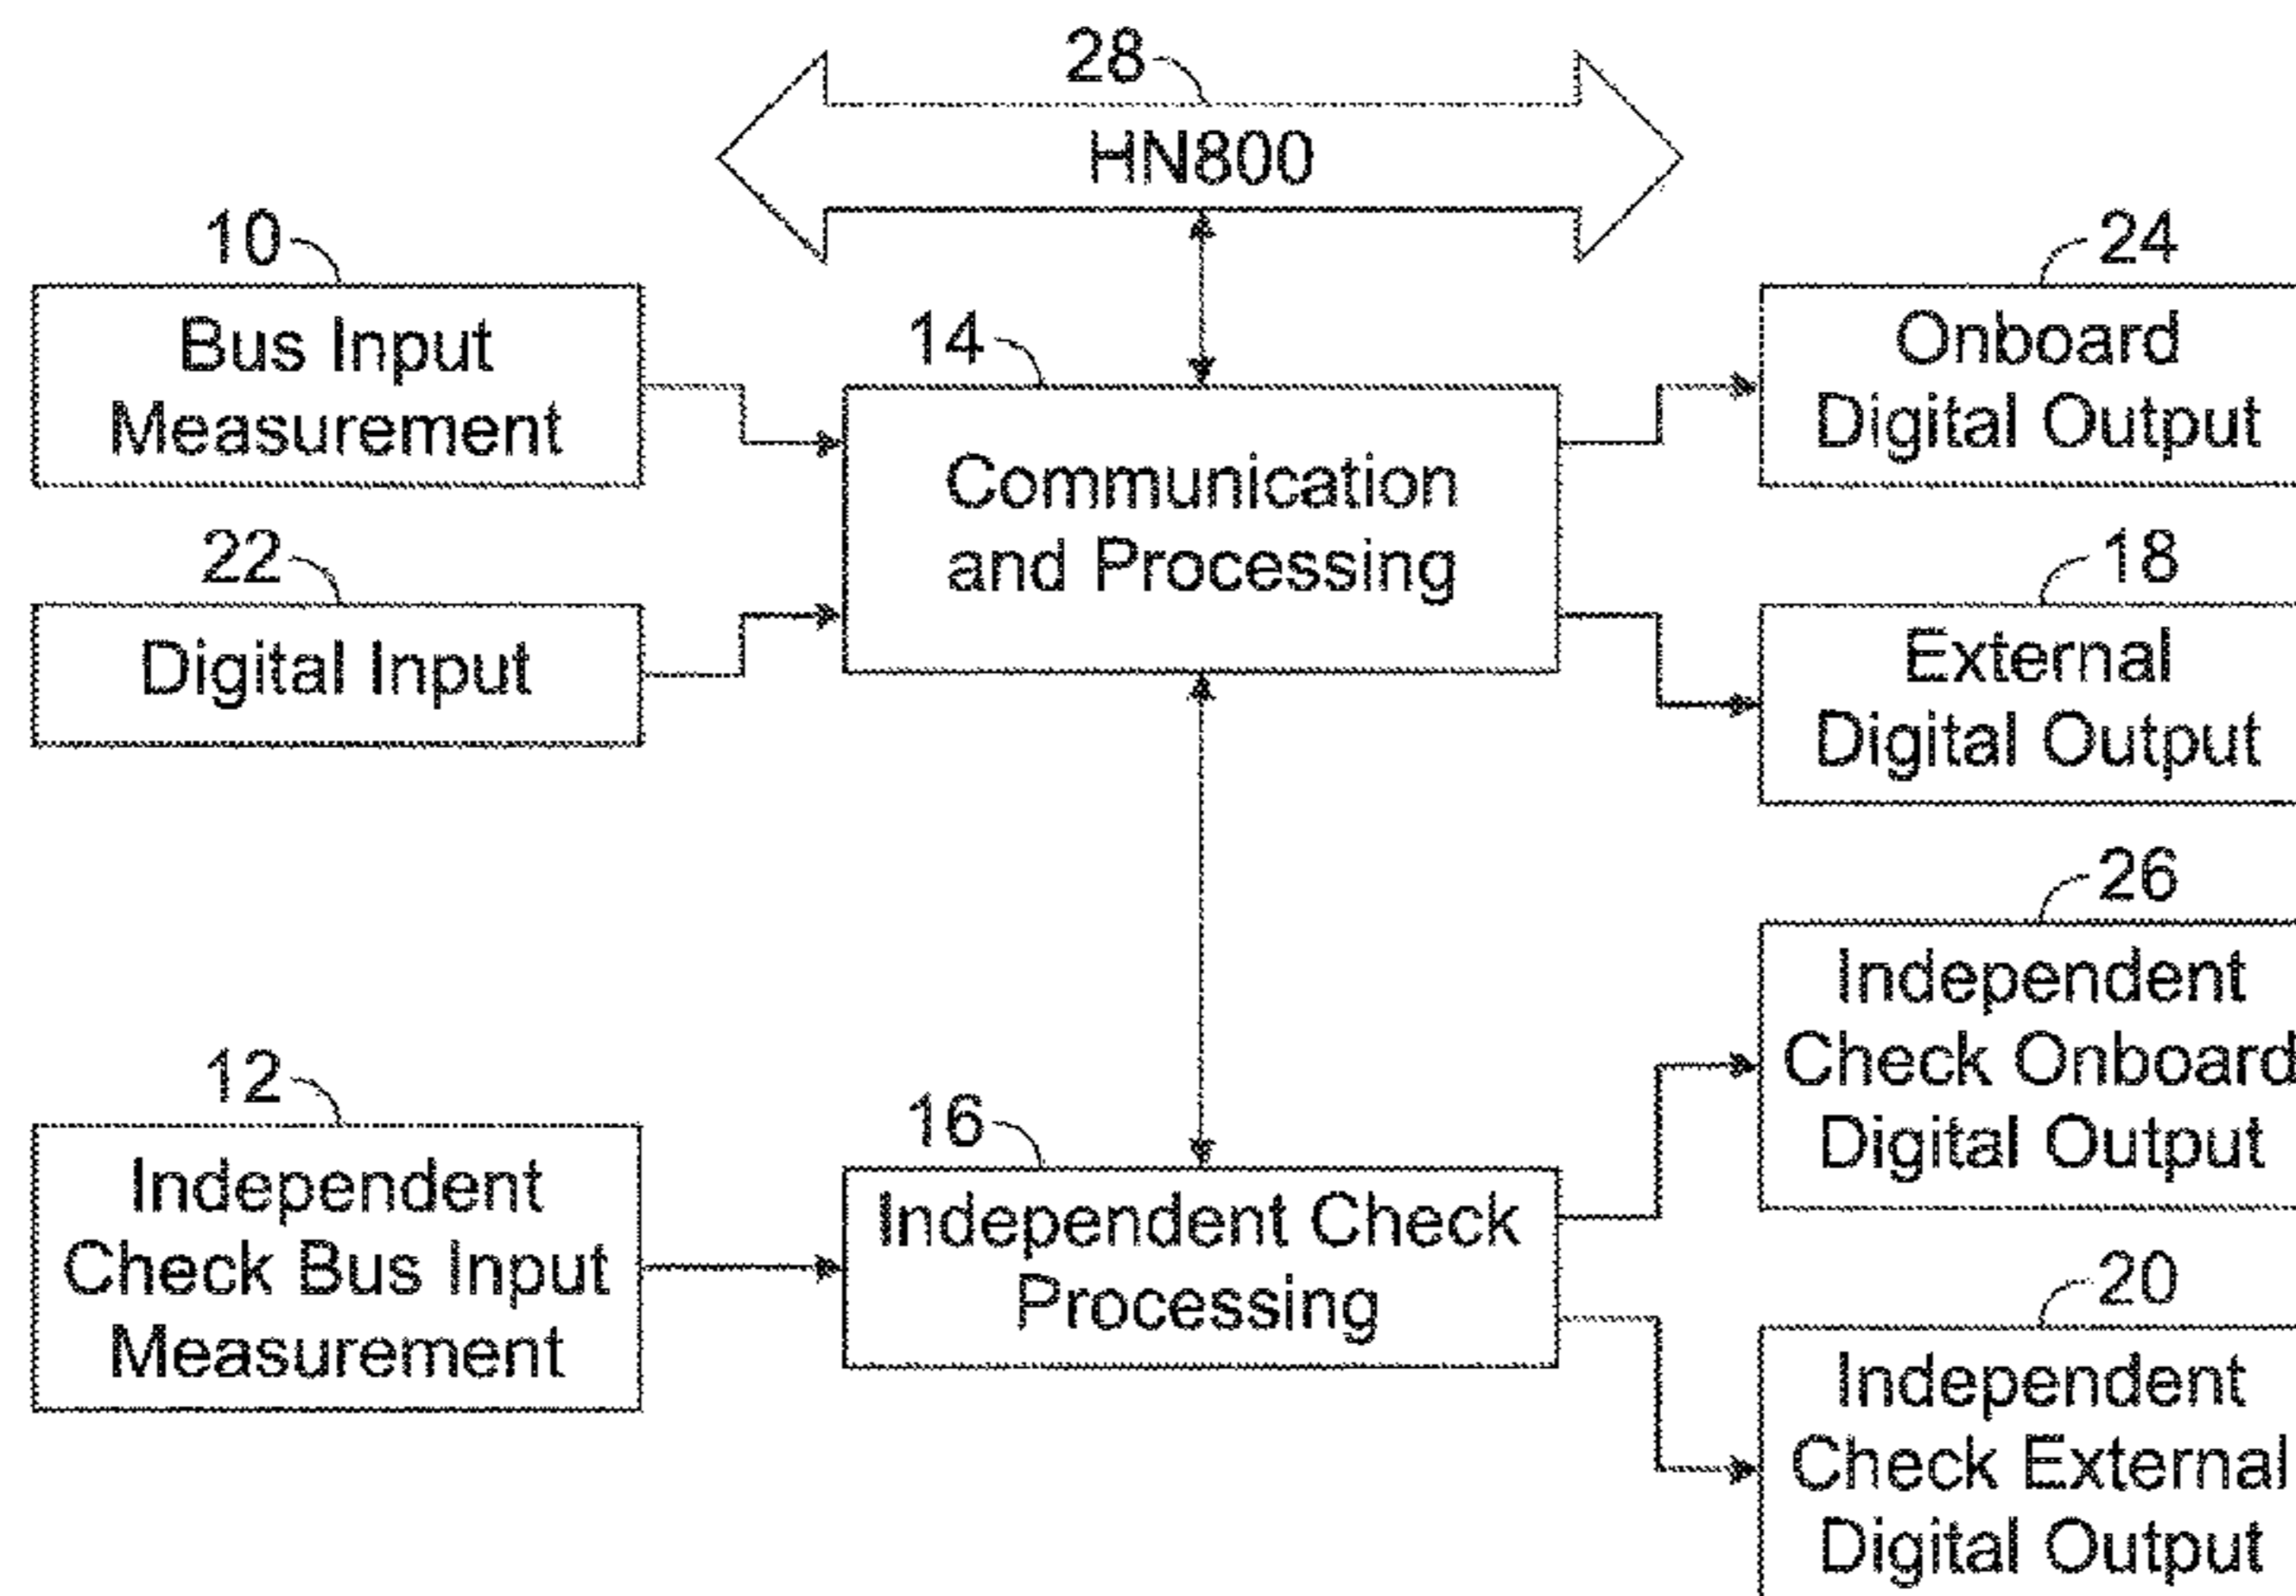 28
HN800
10
Bus Input
Measurement
14
Communication
and Processing
24
Onboard
Digital Output
22
Digital Input
18
External
Digital Output
26
Independent
Check Onboard
Digital Output
12
Independent
Check Bus Input
Measurement
16
Independent Check
Processing
20
Independent
Check External
Digital Output